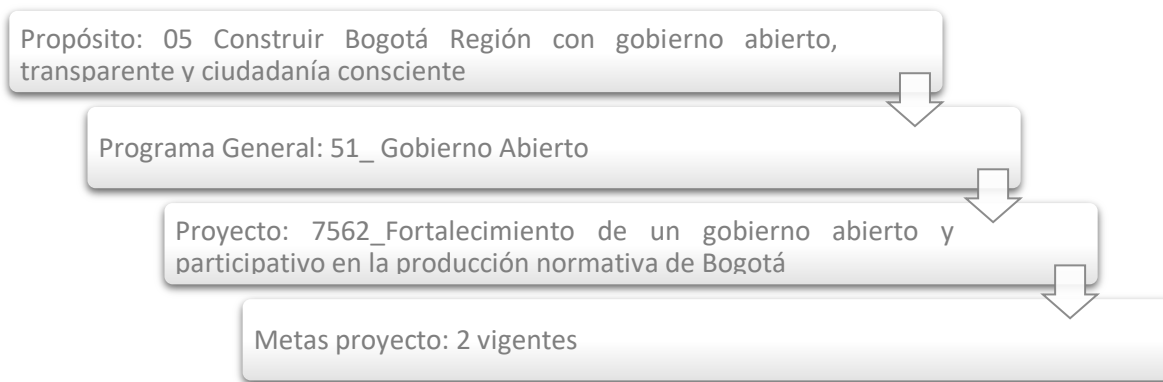 Propósito: 05 Construir Bogotá Región con gobierno abierto,
transparente y ciudadanía consciente
Programa General: 51_ Gobierno Abierto
Proyecto: 7562_Fortalecimiento de un gobierno abierto y
participativo en la producción normativa de Bogotá
Metas proyecto: 2 vigentes